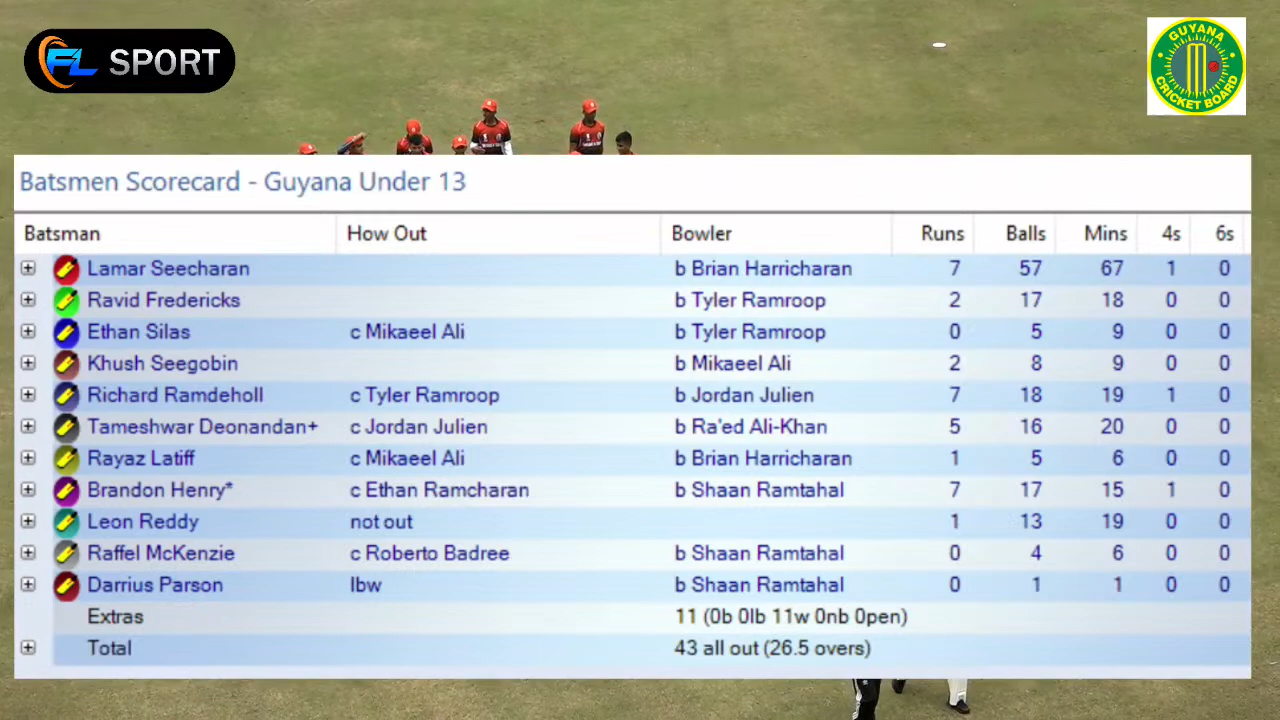 FL SPORT
GUYANA
CRICKET BOARD
Batsmen Scorecard - Guyana Under 13
Batsman How Out Bowler Runs Balls Mins 4s 6s
Lamar Seecharan b Brian Harricharan 7 57 67 1 0
Ravid Fredericks b Tyler Ramroop 2 17 18 0 0
Ethan Silas c Mikaeel Ali b Tyler Ramroop 0 5 9 0 0
Khush Seegobin b Mikaeel Ali 2 8 9 0 0
Richard Ramdeholl c Tyler Ramroop b Jordan Julien 7 18 19 1 0
Tameshwar Deonandan+ c Jordan Julien b Ra'ed Ali-Khan 5 16 20 0 0
Rayaz Latiff c Mikaeel Ali b Brian Harricharan 1 5 6 0 0
Brandon Henry* c Ethan Ramcharan b Shaan Ramtahal 7 17 15 1 0
Leon Reddy not out 1 13 19 0 0
Raffel McKenzie c Roberto Badree b Shaan Ramtahal 0 4 6 0 0
Darrius Parson lbw b Shaan Ramtahal 0 1 1 0 0
Extras 11 (0b 0lb 11w 0nb 0pen)
Total 43 all out (26.5 overs)